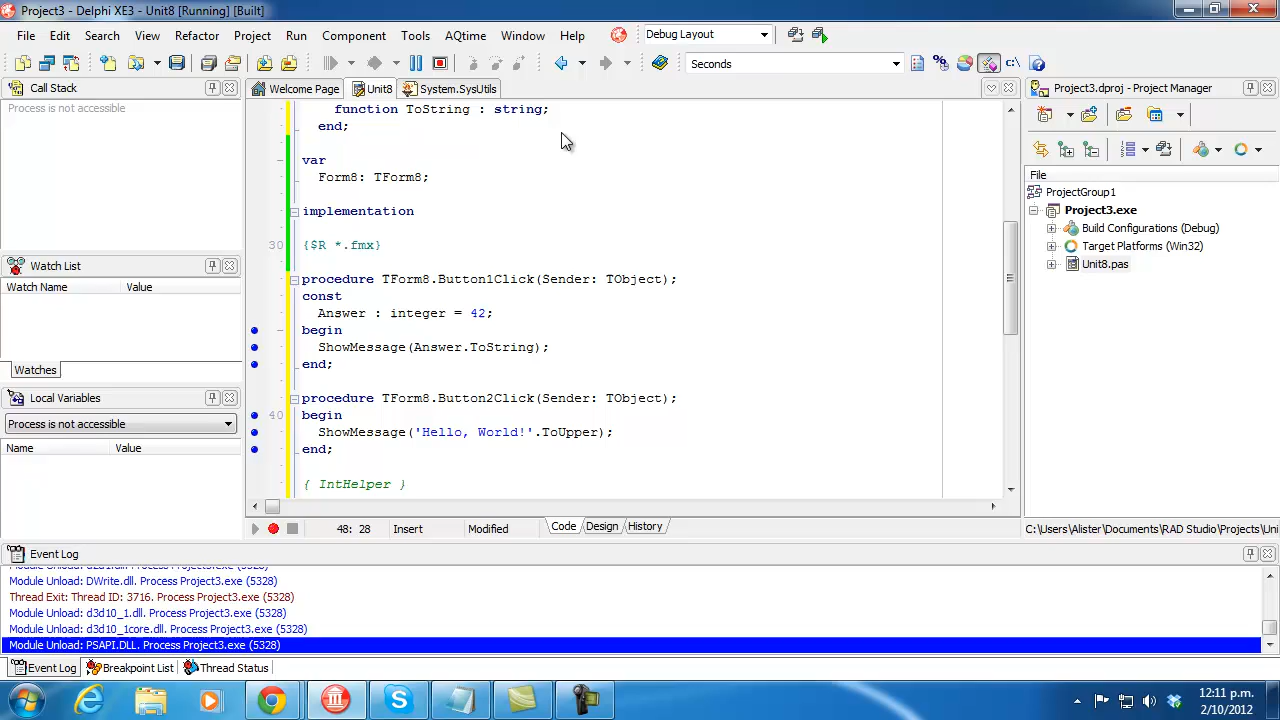 Project3 - Delphi XE3 - Unit8 [Running] [Built]
File Edit Search View Refactor Project Run Component Tools AQtime Window Help Debug Layout
Seconds
Call Stack
Process is not accessible
Watch List
Watch Name Value
Watches
Local Variables
Process is not accessible
Name Value
Welcome Page Unit8 System.SysUtils
function ToString : string;
end;
var
Form8: TForm8;
implementation
30 {$R *.fmx}
procedure TForm8.Button1Click(Sender: TObject);
const
Answer : integer = 42;
begin
ShowMessage(Answer.ToString);
end;
procedure TForm8.Button2Click(Sender: TObject);
40 begin
ShowMessage('Hello, World!'.ToUpper);
end;
{ IntHelper }
48: 28 Insert Modified Code Design History
Project3.dproj - Project Manager
File
ProjectGroup1
Project3.exe
Build Configurations (Debug)
Target Platforms (Win32)
Unit8.pas
C:\Users\Alister\Documents\RAD Studio\Projects\Uni
Event Log
Module Unload: d2d1.dll. Process Project3.exe (5328)
Module Unload: DWrite.dll. Process Project3.exe (5328)
Thread Exit: Thread ID: 3716. Process Project3.exe (5328)
Module Unload: d3d10_1.dll. Process Project3.exe (5328)
Module Unload: d3d10_1core.dll. Process Project3.exe (5328)
Module Unload: PSAPI.DLL. Process Project3.exe (5328)
Event Log Breakpoint List Thread Status
12:11 p.m.
2/10/2012